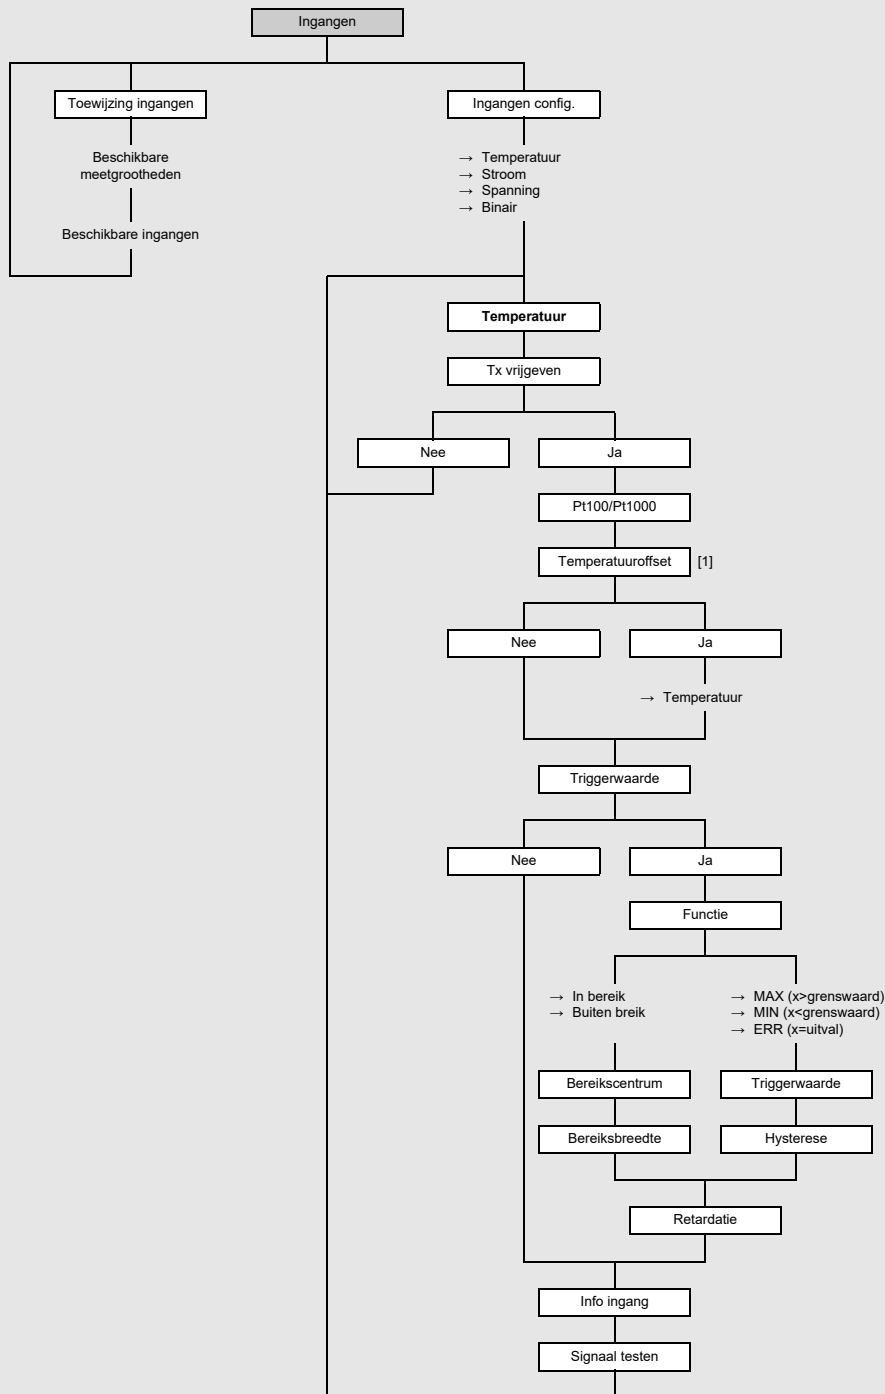 Ingangen
Toewijzing ingangen
Ingangen config.
Beschikbare
meetgrootheden
→ Temperatuur
→ Stroom
→ Spanning
→ Binair
Beschikbare ingangen
Temperatuur
Tx vrijgeven
Nee
Ja
Pt100/Pt1000
Temperatuuroffset [1]
Nee
Ja
→ Temperatuur
Triggerwaarde
Nee
Ja
Functie
→ In bereik
→ Buiten breik
→ MAX (x>grenswaard)
→ MIN (x<grenswaard)
→ ERR (x=uitval)
Bereikscentrum
Triggerwaarde
Bereiksbreedte
Hysterese
Retardatie
Info ingang
Signaal testen